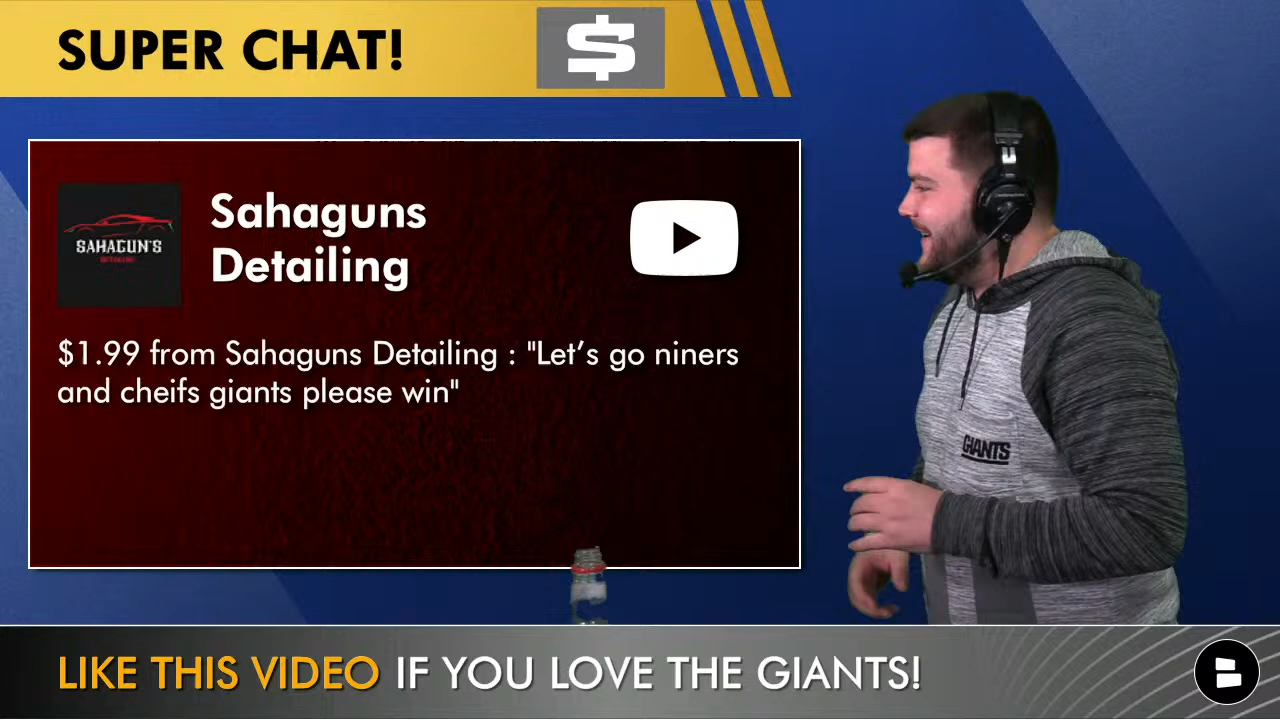 SUPER CHAT!
$
SAHAGUN'S
Sahaguns
Detailing
$1.99 from Sahaguns Detailing : "Let's go niners
and cheifs giants please win"
GIANTS
LIKE THIS VIDEO IF YOU LOVE THE GIANTS!